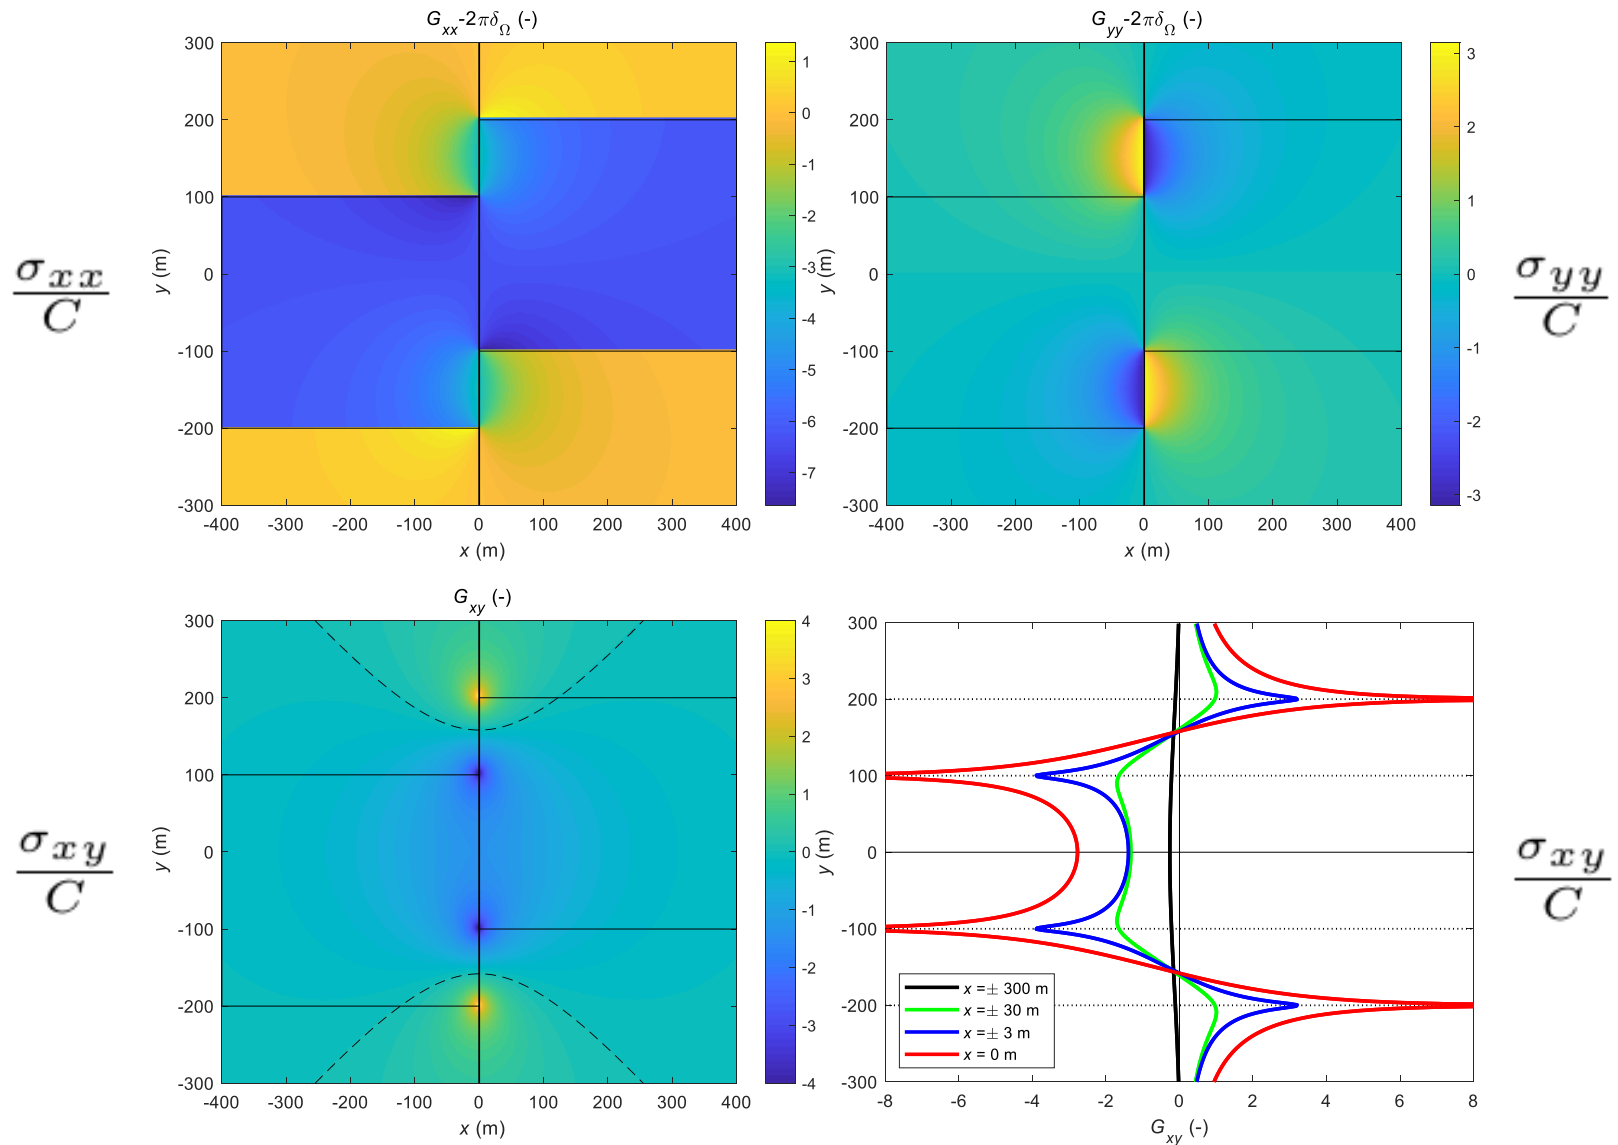 G_xx-2πδ_Ω (-)
300
200
100
0
-100
-200
-300
y (m)
-400 -300 -200 -100 0 100 200 300 400
x (m)
1
0
-1
-2
-3
-4
-5
-6
-7
σ_xx
C
G_yy-2πδ_Ω (-)
300
200
100
0
-100
-200
-300
y (m)
-400 -300 -200 -100 0 100 200 300 400
x (m)
3
2
1
0
-1
-2
-3
σ_yy
C
G_xy (-)
300
200
100
0
-100
-200
-300
y (m)
-400 -300 -200 -100 0 100 200 300 400
x (m)
4
3
2
1
0
-1
-2
-3
-4
σ_xy
C
300
200
100
0
-100
-200
-300
y (m)
x =± 300 m
x =± 30 m
x =± 3 m
x = 0 m
-8 -6 -4 -2 0 2 4 6 8
G_xy (-)
σ_xy
C